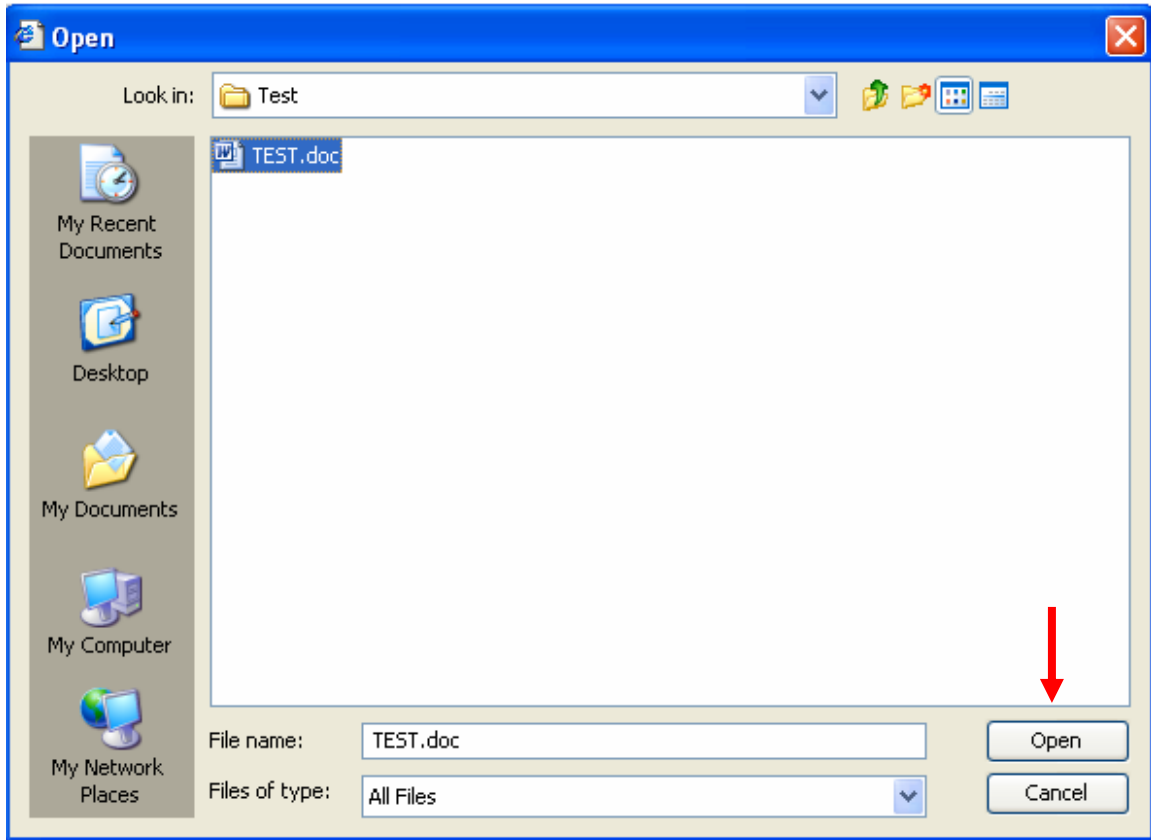 Open
Look in:
Test
TEST.doc
My Recent
Documents
Desktop
My Documents
My Computer
My Network
Places
File name:
TEST.doc
Open
Files of type:
All Files
Cancel